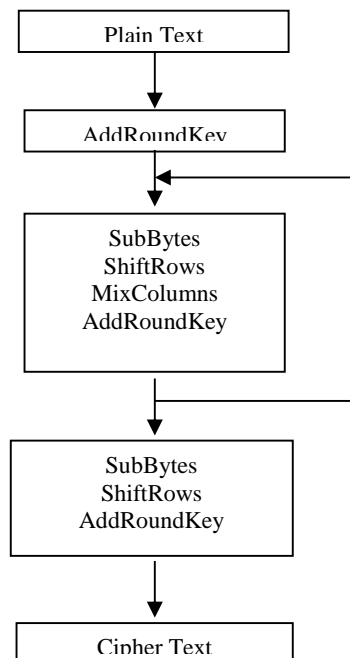 Plain Text
AddRoundKey
SubBytes
ShiftRows
MixColumns
AddRoundKey
SubBytes
ShiftRows
AddRoundKey
Cipher Text